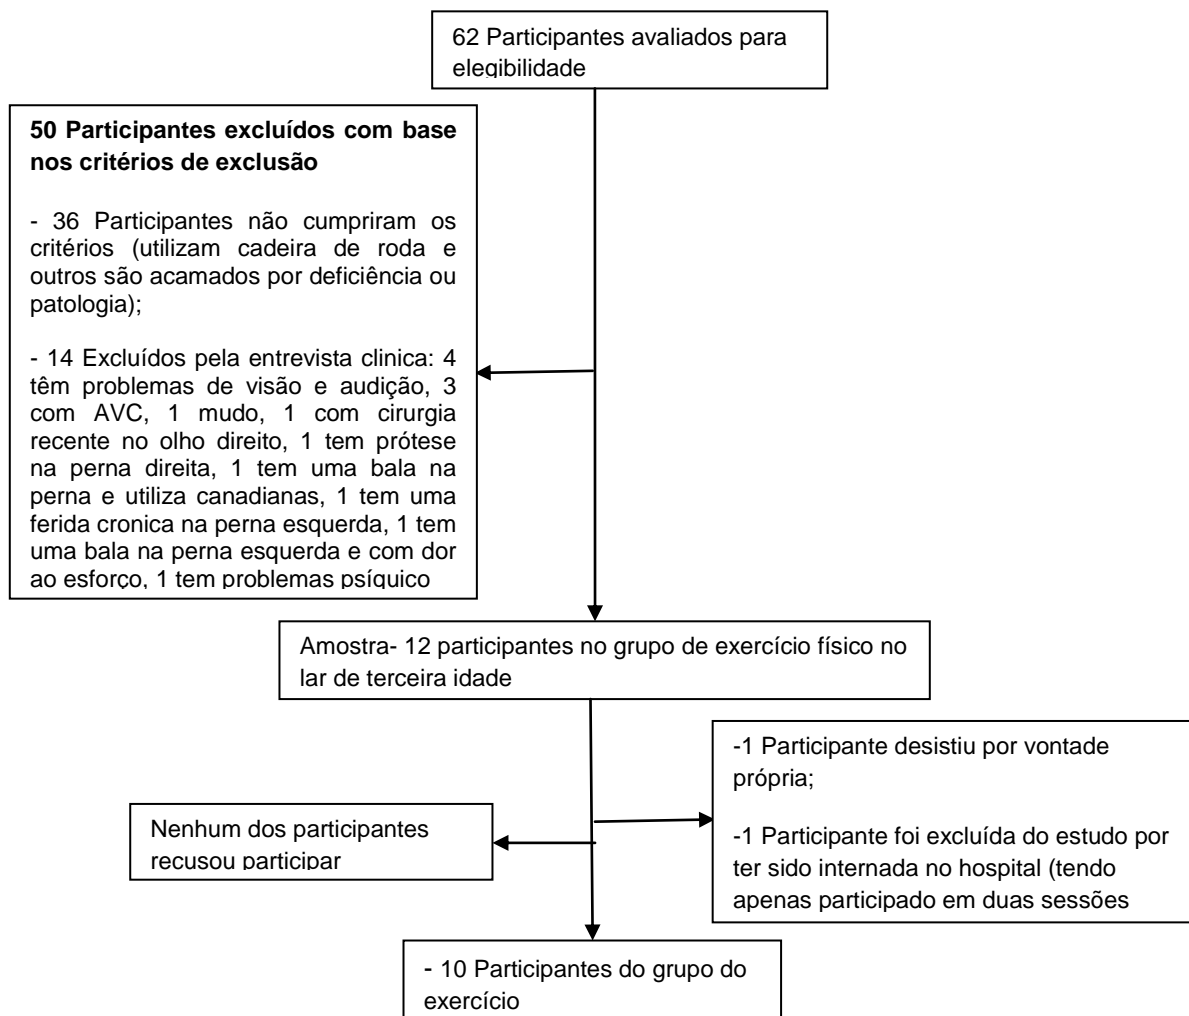 62 Participantes avaliados para
elegibilidade
50 Participantes excluídos com base
nos critérios de exclusão
- 36 Participantes não cumpriram os
critérios (utilizam cadeira de roda e
outros são acamados por deficiência ou
patologia);
- 14 Excluídos pela entrevista clinica: 4
têm problemas de visão e audição, 3
com AVC, 1 mudo, 1 com cirurgia
recente no olho direito, 1 tem prótese
na perna direita, 1 tem uma bala na
perna e utiliza canadianas, 1 tem uma
ferida cronica na perna esquerda, 1 tem
uma bala na perna esquerda e com dor
ao esforço, 1 tem problemas psíquico
Amostra- 12 participantes no grupo de exercício físico no
lar de terceira idade
-1 Participante desistiu por vontade
própria;
-1 Participante foi excluída do estudo por
ter sido internada no hospital (tendo
apenas participado em duas sessões
Nenhum dos participantes
recusou participar
- 10 Participantes do grupo do
exercício